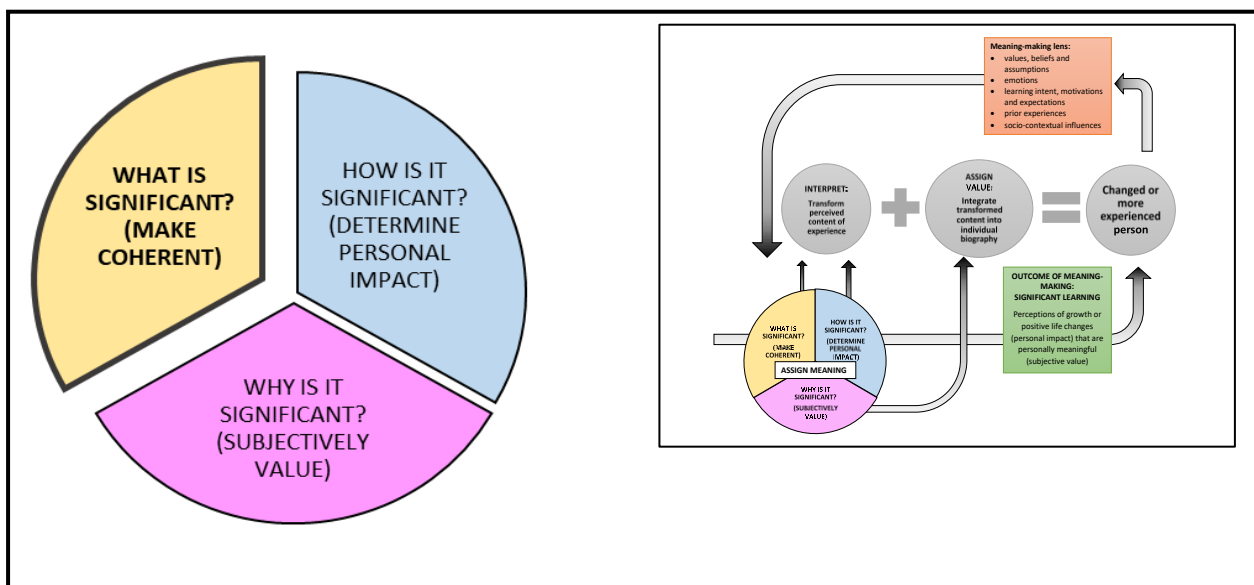 WHAT IS
SIGNIFICANT?
(MAKE
COHERENT)
HOW IS IT
SIGNIFICANT?
(DETERMINE
PERSONAL
IMPACT)
WHY IS IT
SIGNIFICANT?
(SUBJECTIVELY
VALUE)
Meaning-making lens:
• values, beliefs and
assumptions
• emotions
• learning intent, motivations
and expectations
• prior experiences
• socio-contextual influences
INTERPRET:
Transform
perceived
content of
experience
ASSIGN
VALUE:
Integrate
transformed
content into
individual
biography
Changed or
more
experienced
person
OUTCOME OF MEANING-
MAKING:
SIGNIFICANT LEARNING
Perceptions of growth or
positive life changes
(personal impact) that are
personally meaningful
(subjective value)
WHAT IS
SIGNIFICANT?
(MAKE
COHERENT)
HOW IS IT
SIGNIFICANT?
(DETERMINE
PERSONAL
IMPACT)
ASSIGN MEANING
WHY IS IT
SIGNIFICANT?
(SUBJECTIVELY
VALUE)